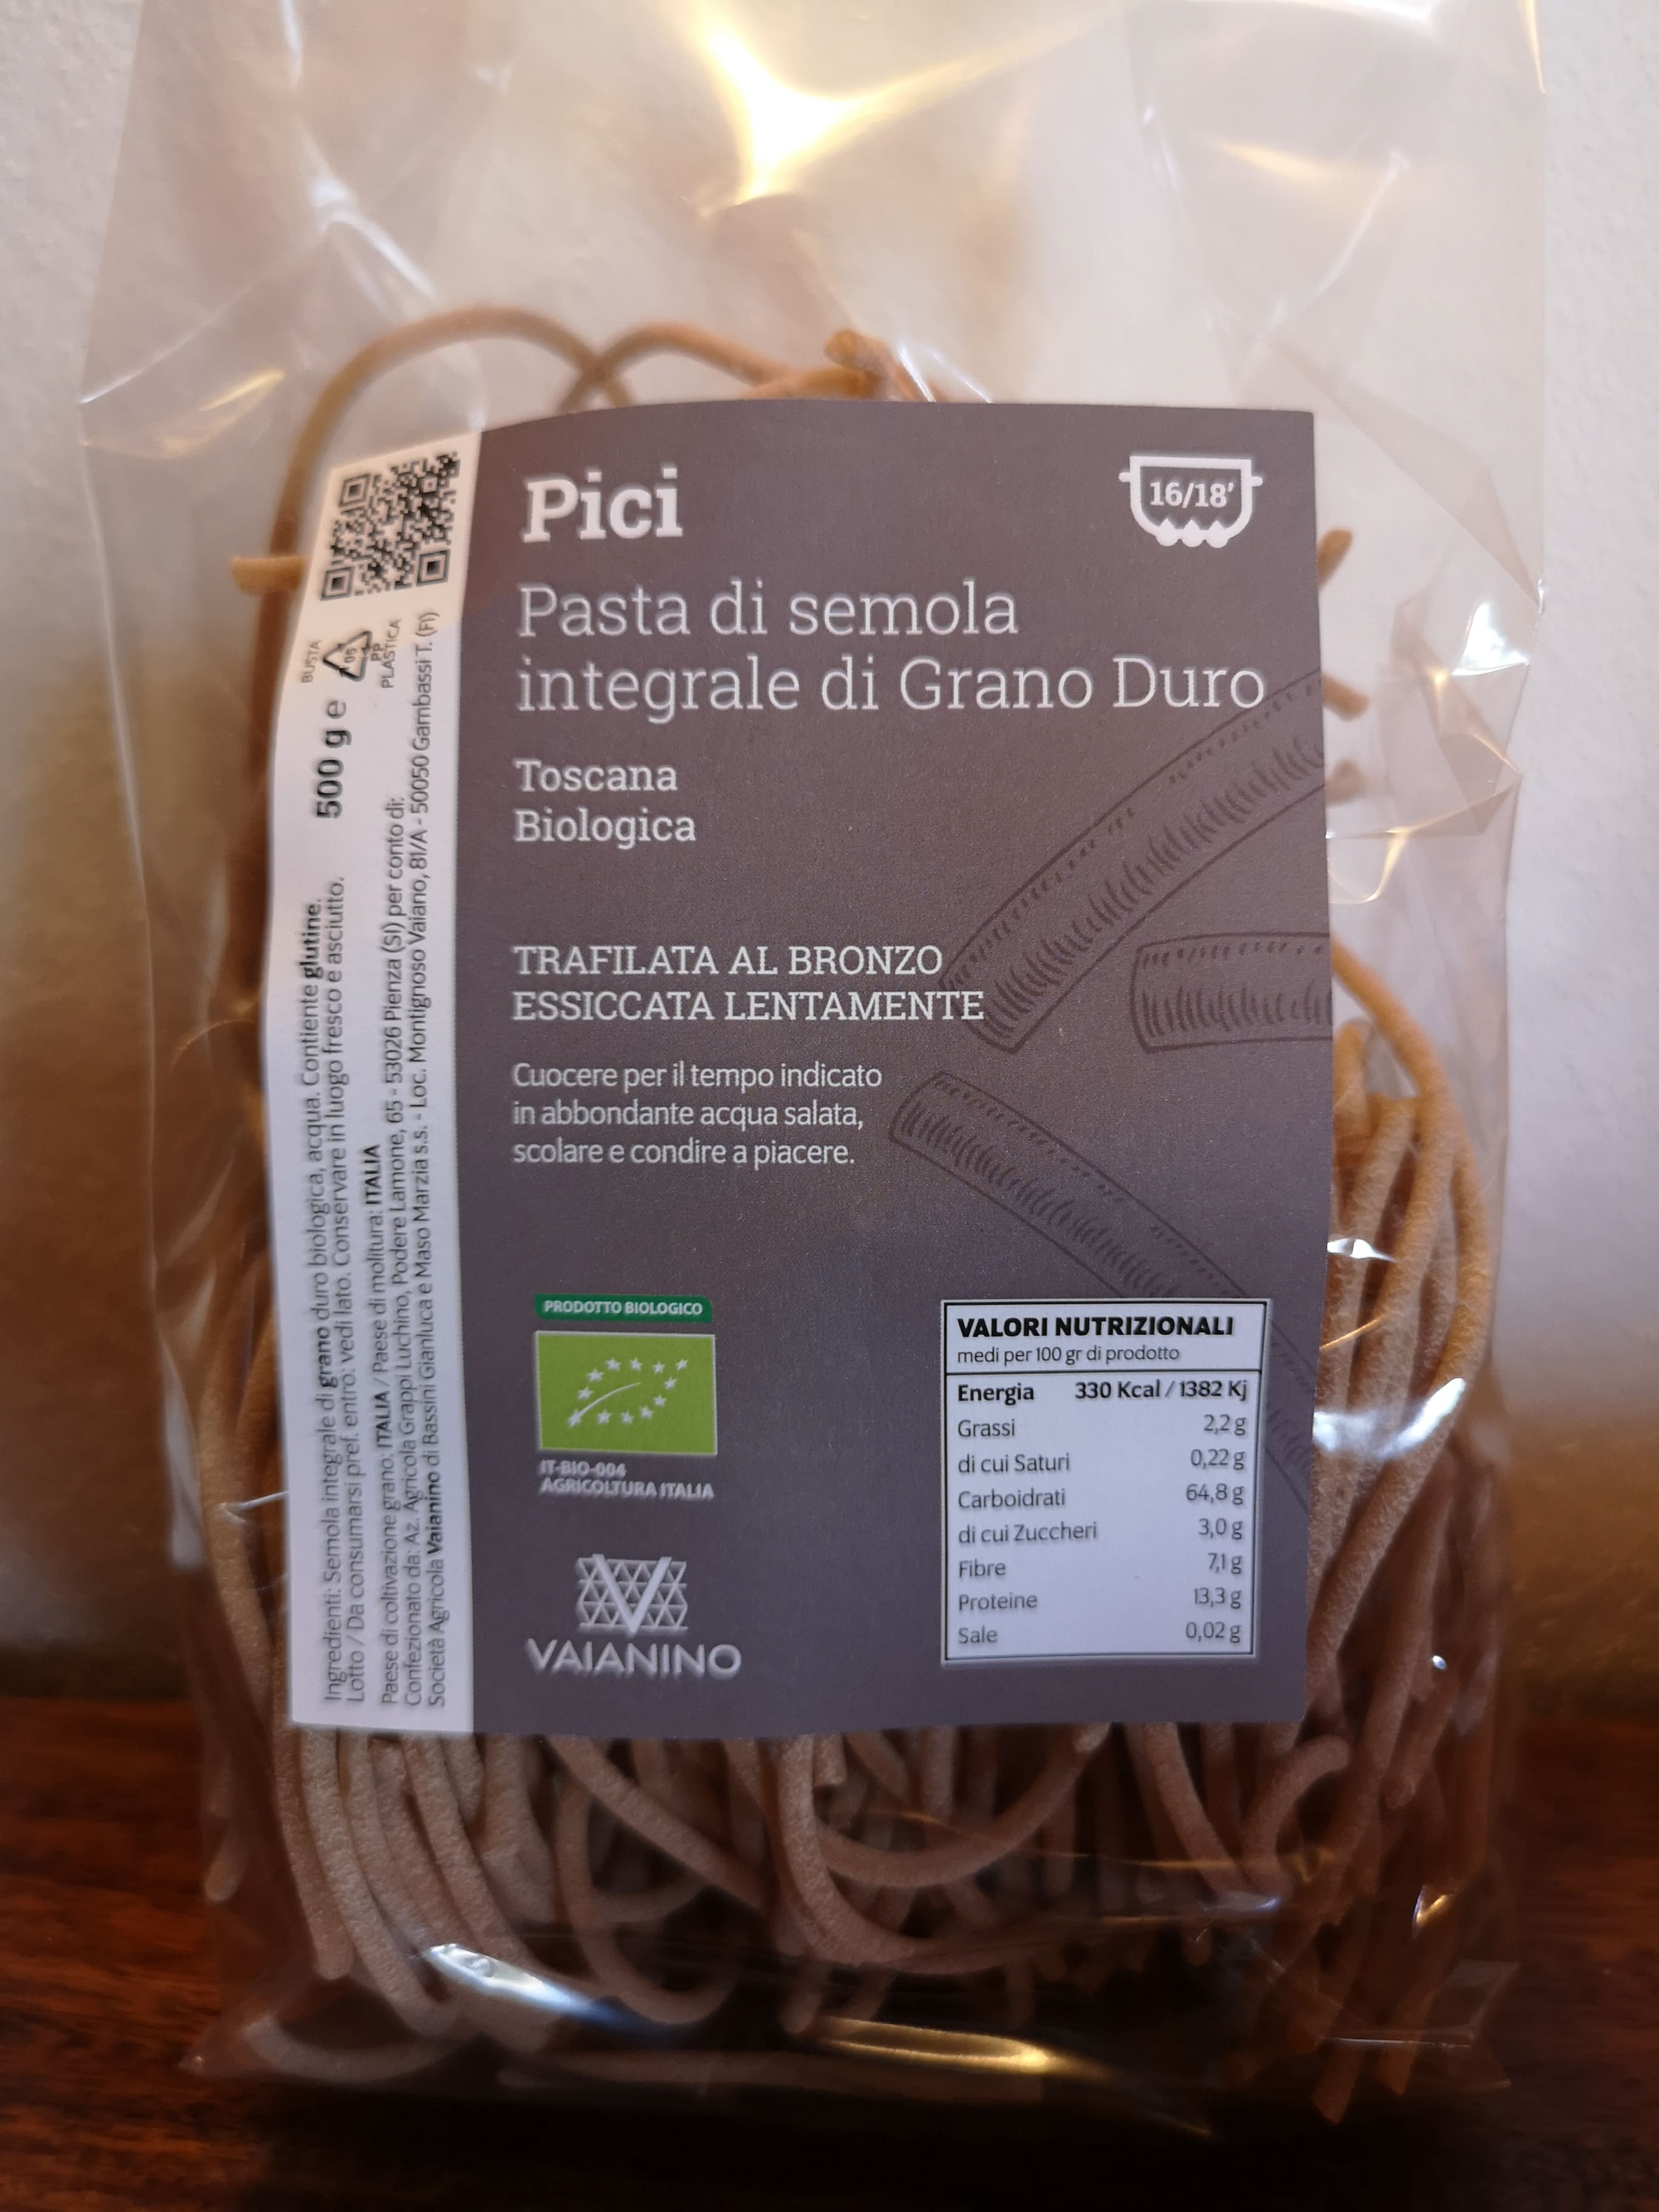 Pici
16/18'
Pasta di semola
integrale di Grano Duro
Toscana
Biologica
TRAFILATA AL BRONZO
ESSICCATA LENTAMENTE
Cuocere per il tempo indicato
in abbondante acqua salata,
scolare e condire a piacere.
PRODOTTO BIOLOGICO
IT-BIO-004
AGRICOLTURA ITALIA
VAIANINO
VALORI NUTRIZIONALI
medi per 100 gr di prodotto
Energia 330 Kcal / 1382 Kj
Grassi 2,2 g
di cui Saturi 0,22 g
Carboidrati 64,8 g
di cui Zuccheri 3,0 g
Fibre 7,1 g
Proteine 13,3 g
Sale 0,02 g
Ingredienti: Semola integrale di grano duro biologica, acqua. Contiene glutine.
Lotto / Da consumarsi pref. entro: vedi lato. Conservare in luogo fresco e asciutto.
500 g e
BUSTA
05
PP
PLASTICA
Paese di coltivazione grano: ITALIA / Paese di molitura: ITALIA
Confezionato da: Az. Agricola Grappi Luchino, Podere Lamone, 65 - 53026 Pienza (SI) per conto di:
Società Agricola Vaianino di Bassini Gianluca e Maso Marzia s.s. - Loc. Montignoso Vaiano, 81/A - 50050 Gambassi T. (FI)